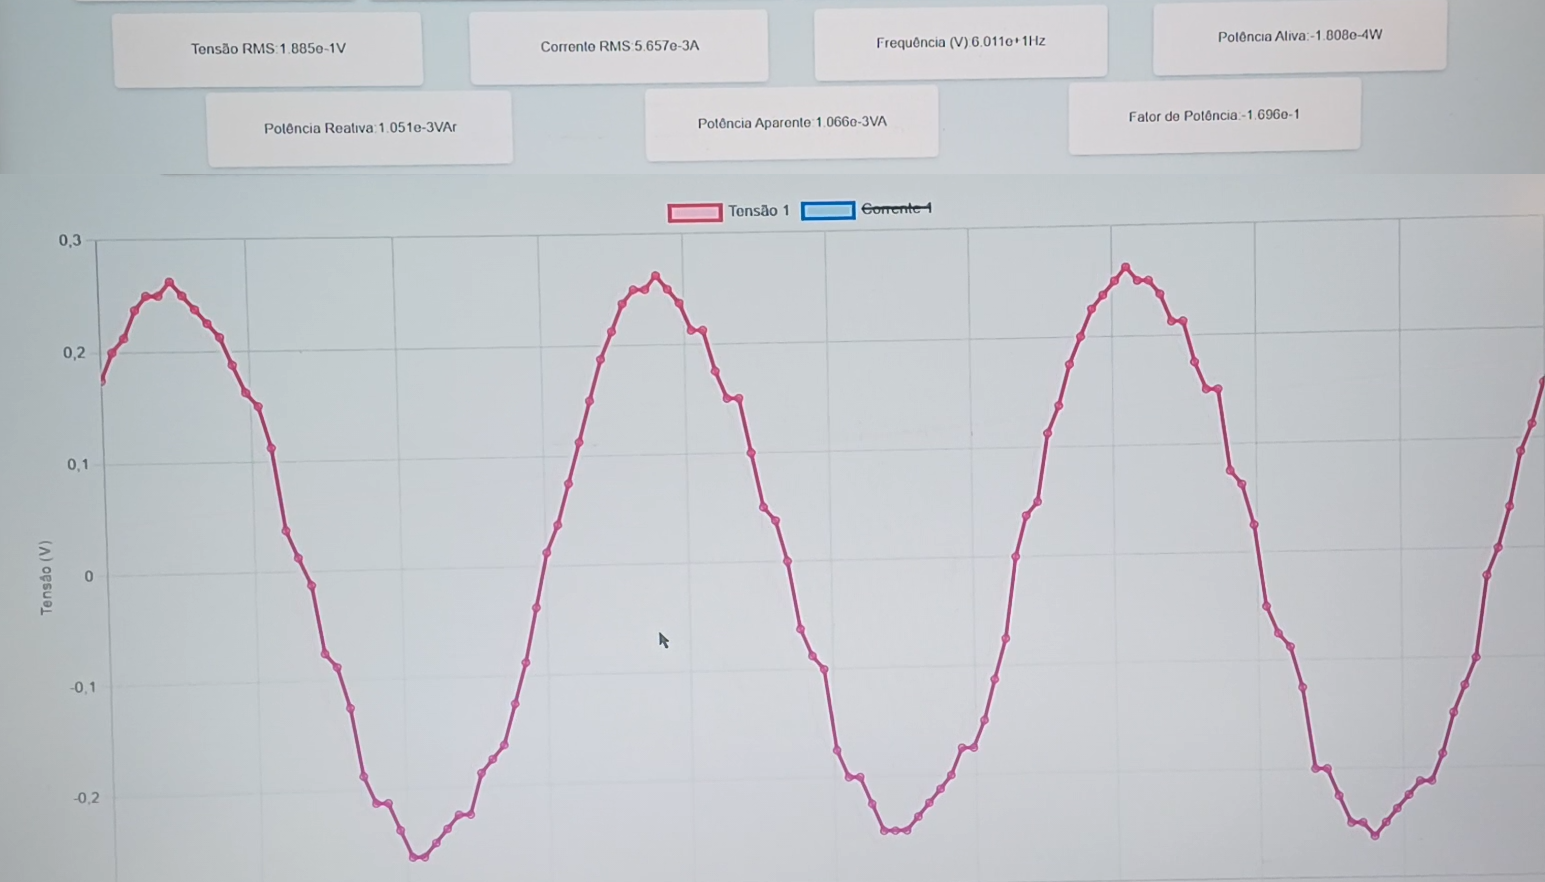 Tensão RMS:1.885e-1V
Corrente RMS:5.657e-3A
Frequência (V):6.011e+1Hz
Potência Ativa:-1.808e-4W
Potência Reativa:1.051e-3VAr
Potência Aparente:1.066e-3VA
Fator de Potência:-1.696e-1
Tensão 1
Corrente 1
0,3
0,2
0,1
0
-0,1
-0,2
Tensão (V)